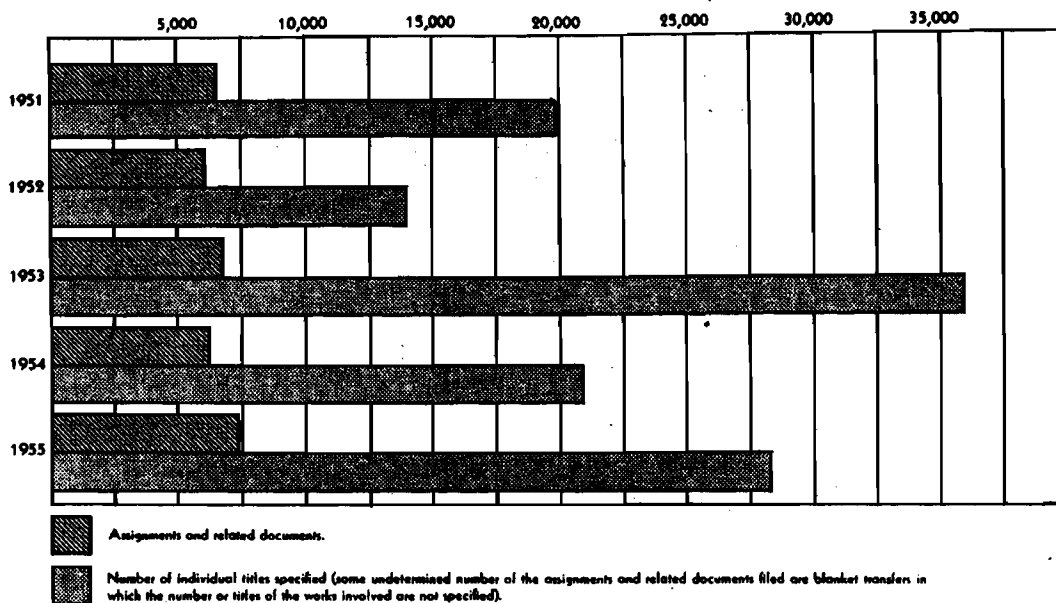 5,000 10,000 15,000 20,000 25,000 30,000 35,000
1951
1952
1953
1954
1955
Assignments and related documents.
Number of individual titles specified (some undetermined number of the assignments and related documents filed are blanket transfers in
which the number or titles of the works involved are not specified).